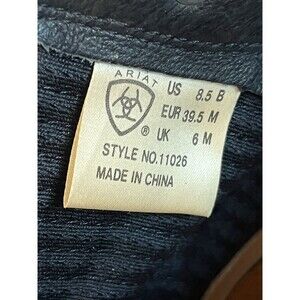 ARIAT
US 8.5 B
EUR 39.5 M
® UK 6 M
STYLE NO.11026
MADE IN CHINA